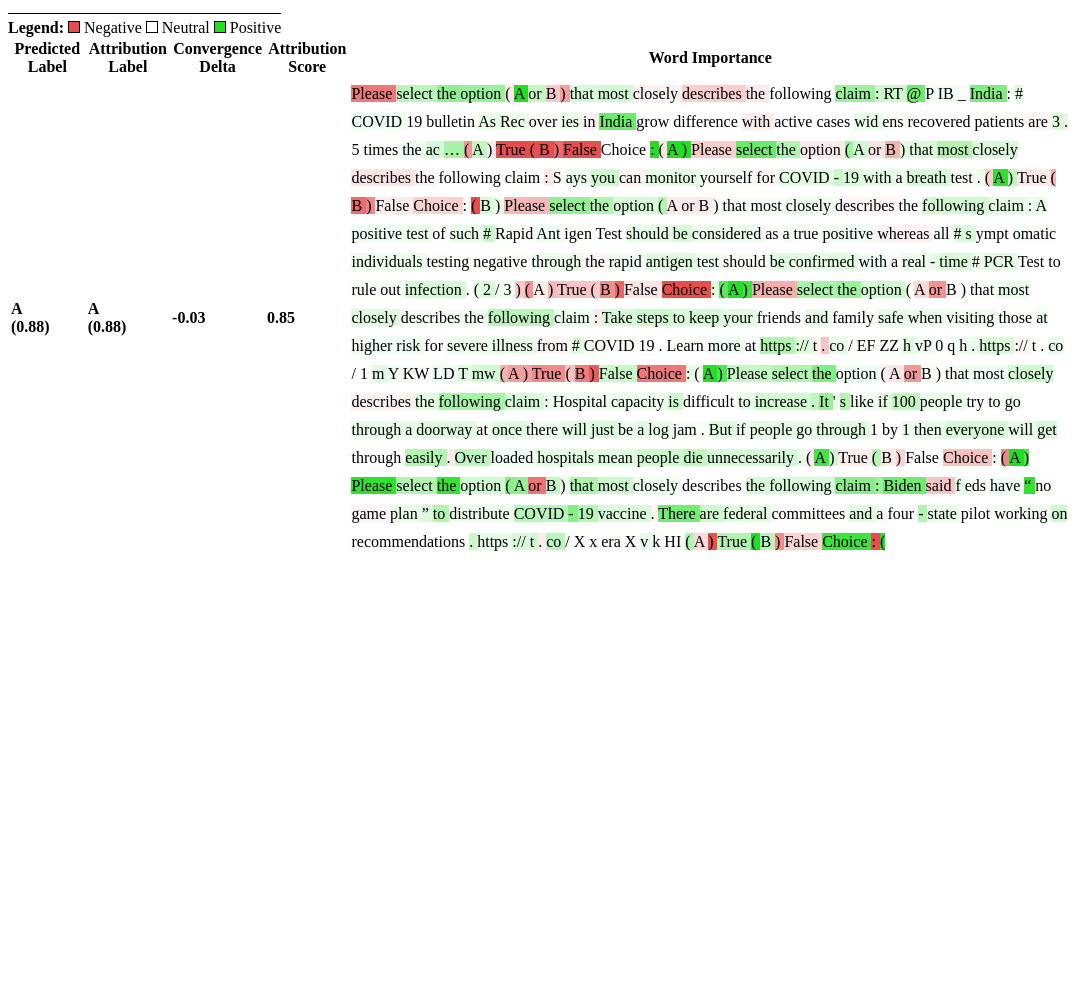 Legend: Negative Neutral Positive
Predicted Label Attribution Label Convergence Delta Attribution Score Word Importance
A (0.88) A (0.88) -0.03 0.85
Please select the option ( A or B ) that most closely describes the following claim : RT @ P IB _ India : #
COVID 19 bulletin As Rec over ies in India grow difference with active cases wid ens recovered patients are 3 .
5 times the ac … ( A ) True ( B ) False Choice : ( A ) Please select the option ( A or B ) that most closely
describes the following claim : S ays you can monitor yourself for COVID - 19 with a breath test . ( A ) True (
B ) False Choice : ( B ) Please select the option ( A or B ) that most closely describes the following claim : A
positive test of such # Rapid Ant igen Test should be considered as a true positive whereas all # s ympt omatic
individuals testing negative through the rapid antigen test should be confirmed with a real - time # PCR Test to
rule out infection . ( 2 / 3 ) ( A ) True ( B ) False Choice : ( A ) Please select the option ( A or B ) that most
closely describes the following claim : Take steps to keep your friends and family safe when visiting those at
higher risk for severe illness from # COVID 19 . Learn more at https :// t . co / EF ZZ h vP 0 q h . https :// t . co
/ 1 m Y KW LD T mw ( A ) True ( B ) False Choice : ( A ) Please select the option ( A or B ) that most closely
describes the following claim : Hospital capacity is difficult to increase . It ' s like if 100 people try to go
through a doorway at once there will just be a log jam . But if people go through 1 by 1 then everyone will get
through easily . Over loaded hospitals mean people die unnecessarily . ( A ) True ( B ) False Choice : ( A )
Please select the option ( A or B ) that most closely describes the following claim : Biden said f eds have “ no
game plan ” to distribute COVID - 19 vaccine . There are federal committees and a four - state pilot working on
recommendations . https :// t . co / X x era X v k HI ( A ) True ( B ) False Choice : (